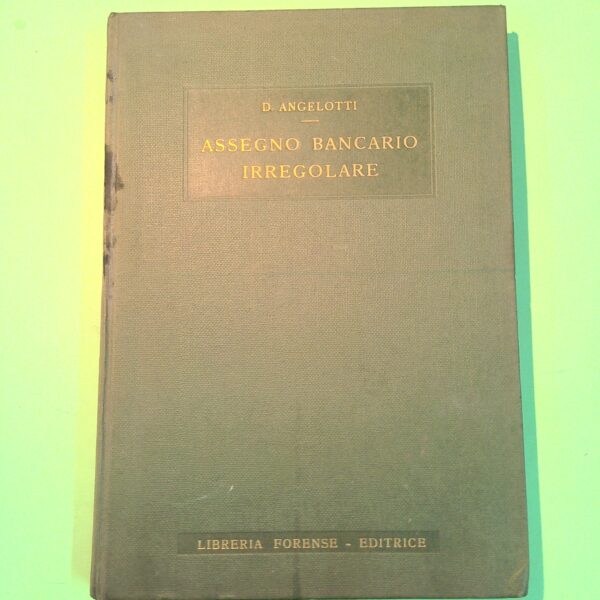 D. ANGELOTTI
ASSEGNO BANCARIO
IRREGOLARE
LIBRERIA FORENSE - EDITRICE